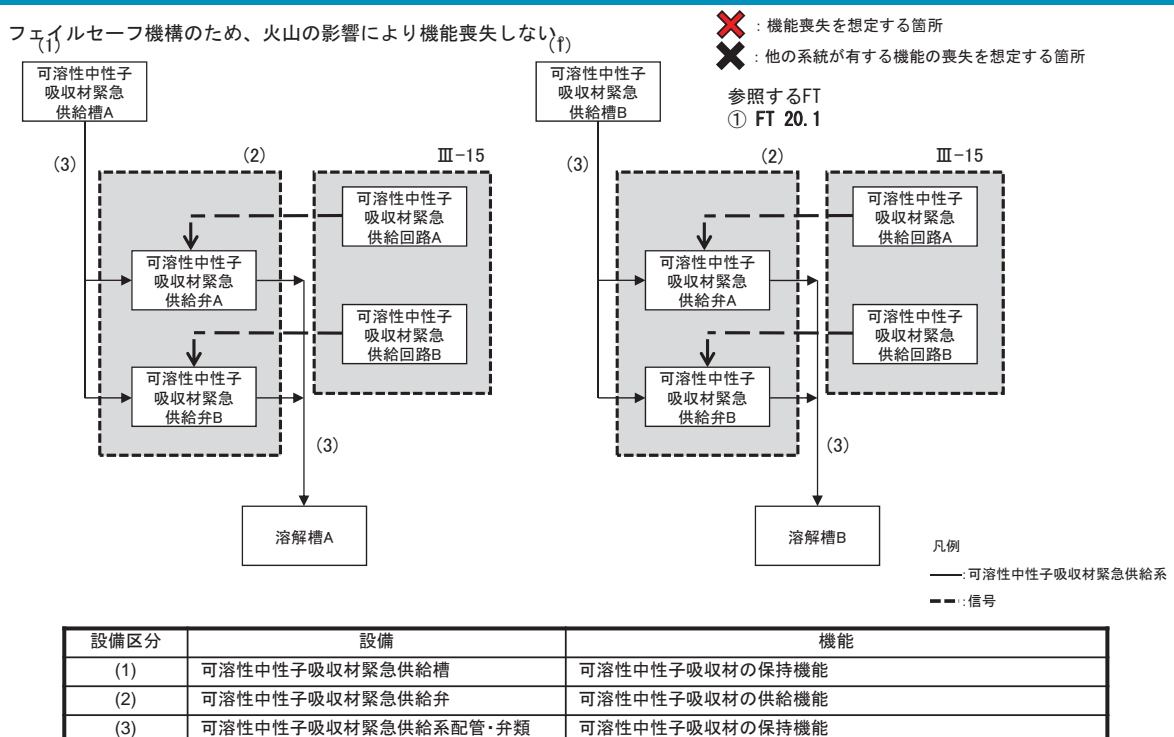 フェイルセーフ機構のため、火山の影響により機能喪失しない。
：機能喪失を想定する箇所
：他の系統が有する機能の喪失を想定する箇所
参照するFT
① FT 20.1
(1)
可溶性中性子
吸収材緊急
供給槽A
(3)
(2)
Ⅲ-15
可溶性中性子
吸収材緊急
供給回路A
可溶性中性子
吸収材緊急
供給弁A
可溶性中性子
吸収材緊急
供給回路B
可溶性中性子
吸収材緊急
供給弁B
(3)
溶解槽A
(1)
可溶性中性子
吸収材緊急
供給槽B
(3)
(2)
Ⅲ-15
可溶性中性子
吸収材緊急
供給回路A
可溶性中性子
吸収材緊急
供給弁A
可溶性中性子
吸収材緊急
供給回路B
可溶性中性子
吸収材緊急
供給弁B
(3)
溶解槽B
凡例
:可溶性中性子吸収材緊急供給系
:信号
設備区分 設備 機能
(1) 可溶性中性子吸収材緊急供給槽 可溶性中性子吸収材の保持機能
(2) 可溶性中性子吸収材緊急供給弁 可溶性中性子吸収材の供給機能
(3) 可溶性中性子吸収材緊急供給系配管・弁類 可溶性中性子吸収材の保持機能